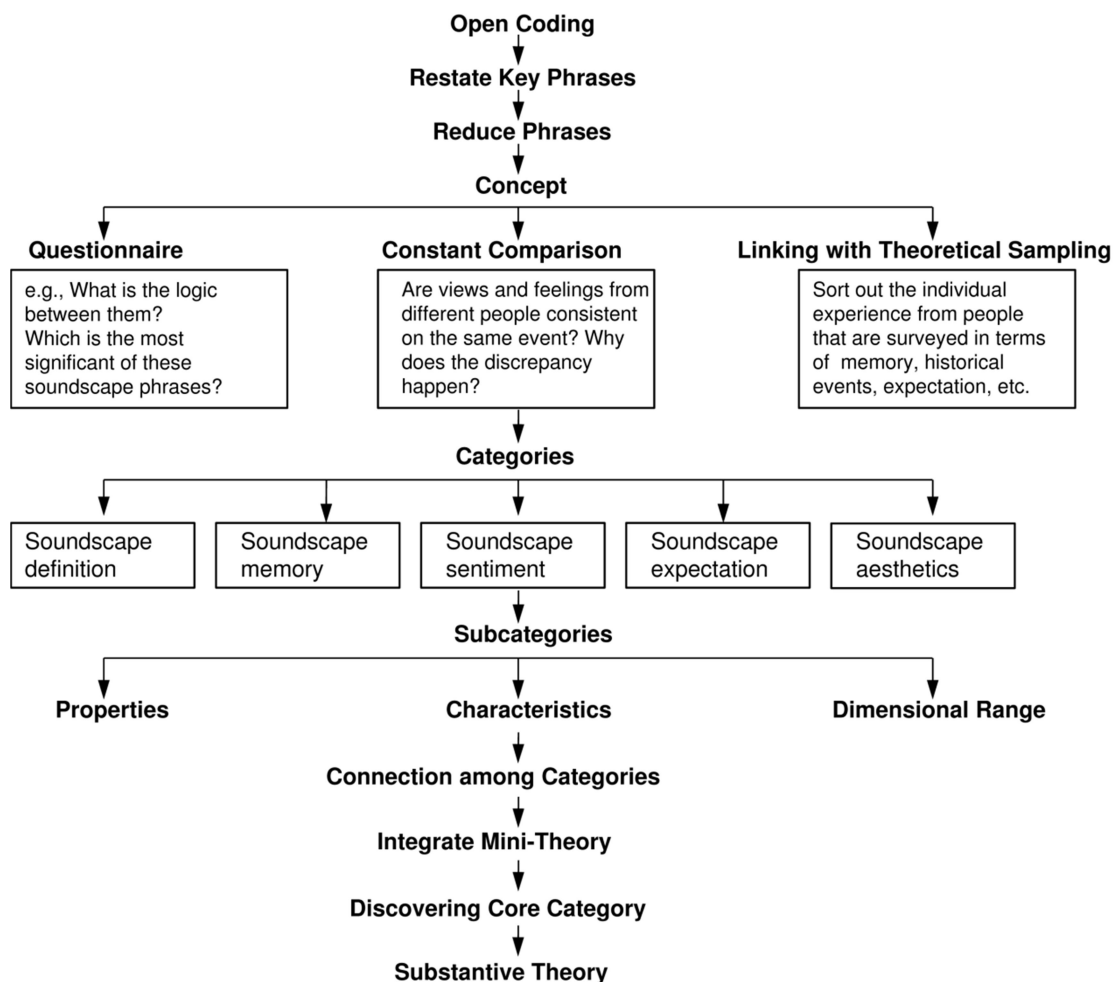 Open Coding
Restate Key Phrases
Reduce Phrases
Concept
Questionnaire
e.g., What is the logic
between them?
Which is the most
significant of these
soundscape phrases?
Constant Comparison
Are views and feelings from
different people consistent
on the same event? Why
does the discrepancy
happen?
Linking with Theoretical Sampling
Sort out the individual
experience from people
that are surveyed in terms
of memory, historical
events, expectation, etc.
Categories
Soundscape
definition
Soundscape
memory
Soundscape
sentiment
Soundscape
expectation
Soundscape
aesthetics
Subcategories
Properties
Characteristics
Dimensional Range
Connection among Categories
Integrate Mini-Theory
Discovering Core Category
Substantive Theory